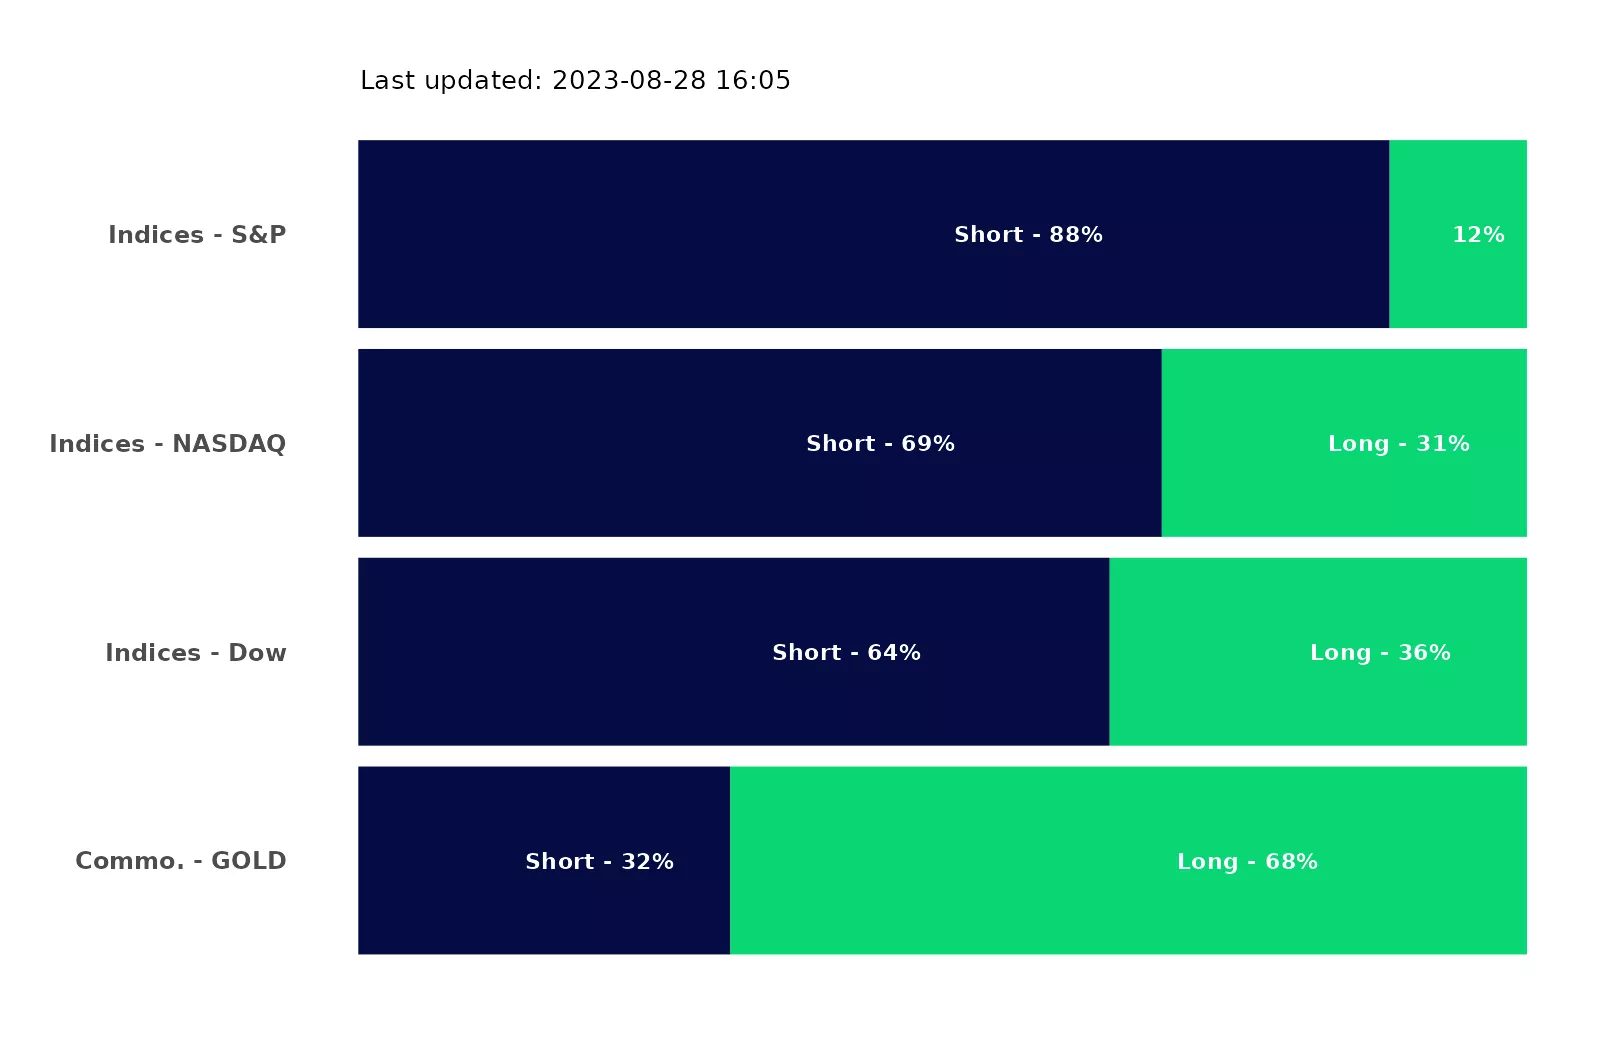 Last updated: 2023-08-28 16:05
Indices - S&P
Short - 88%
12%
Indices - NASDAQ
Short - 69%
Long - 31%
Indices - Dow
Short - 64%
Long - 36%
Commo. - GOLD
Short - 32%
Long - 68%